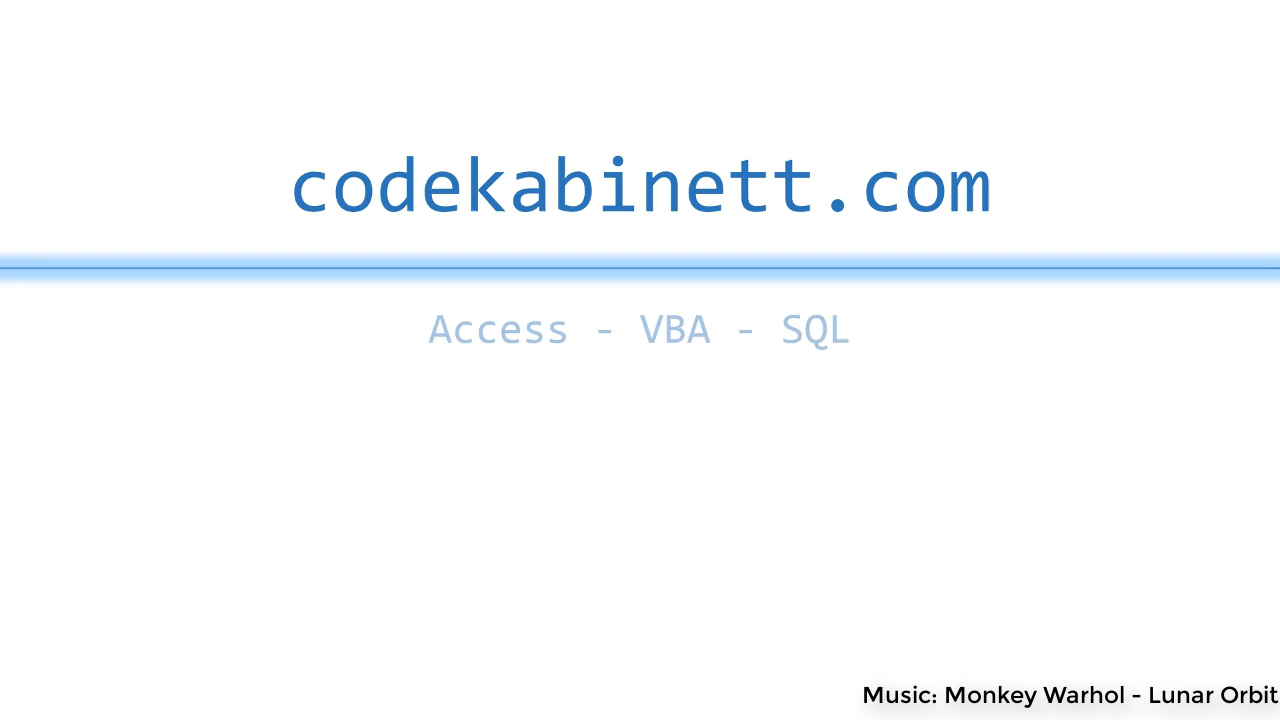 codekabinett.com
Access - VBA - SQL
Music: Monkey Warhol - Lunar Orbit